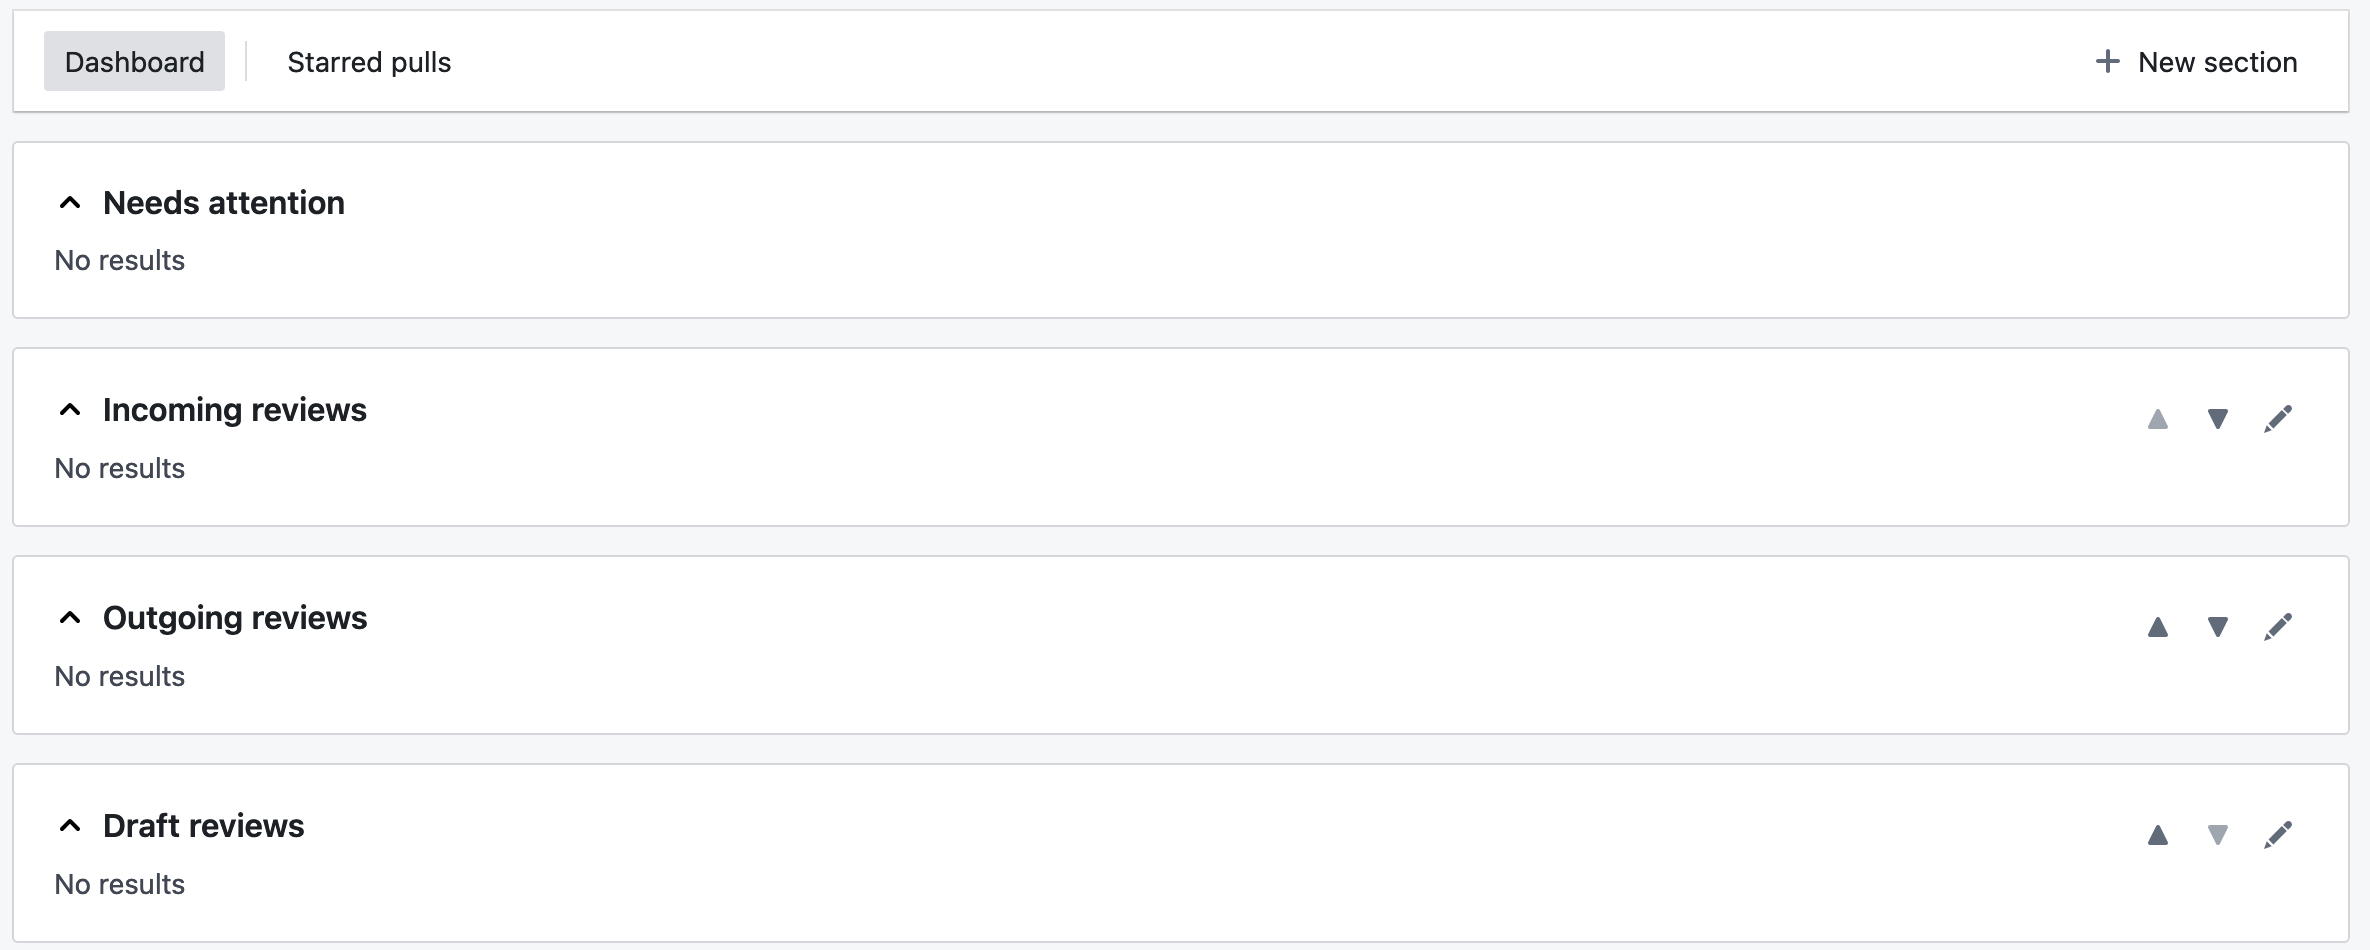 Dashboard
Starred pulls
New section
Needs attention
No results
Incoming reviews
No results
Outgoing reviews
No results
Draft reviews
No results